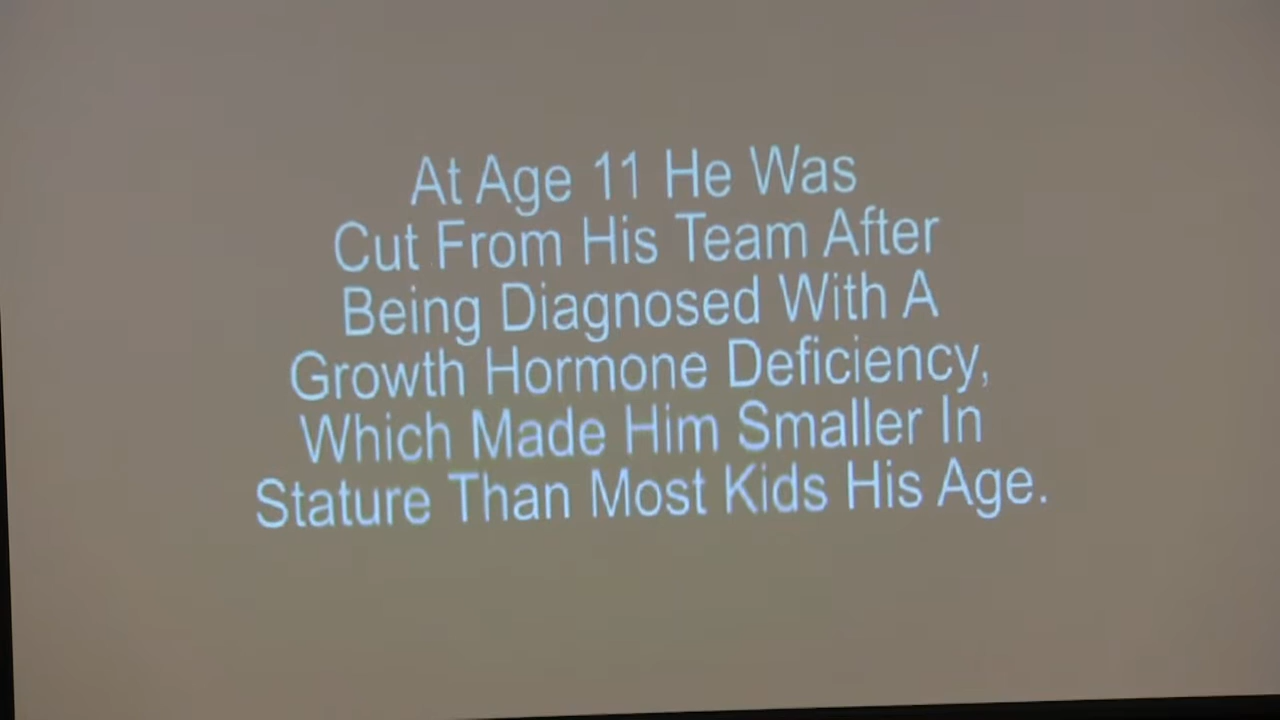 At Age 11 He Was
Cut From His Team After
Being Diagnosed With A
Growth Hormone Deficiency,
Which Made Him Smaller In
Stature Than Most Kids His Age.